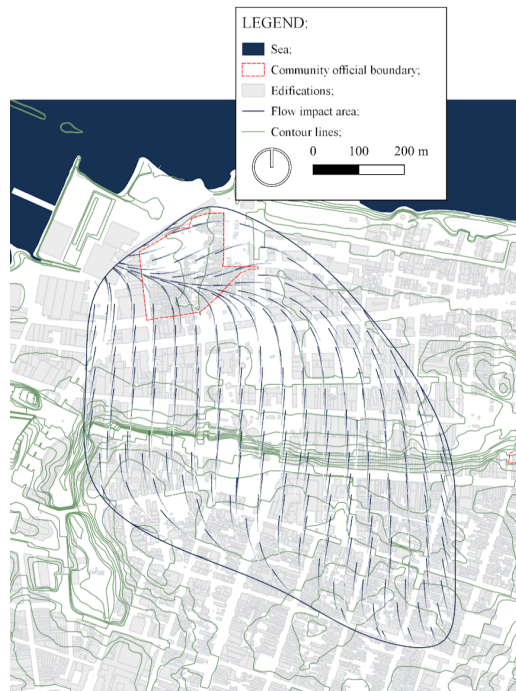 LEGEND:
Sea;
Community official boundary;
Edifications;
Flow impact area;
Contour lines;
0 100 200 m